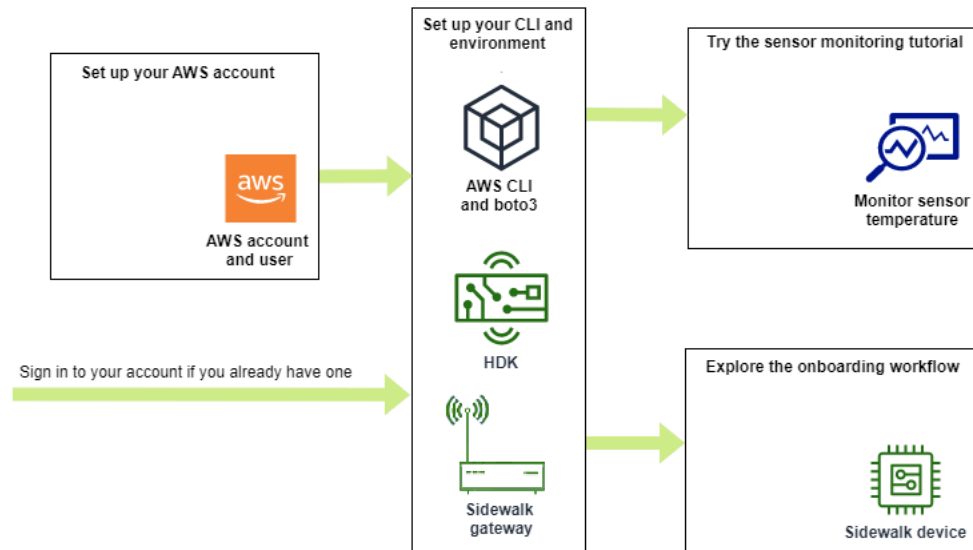 Set up your AWS account
aws
AWS account
and user
Sign in to your account if you already have one
Set up your CLI and
environment
AWS CLI
and boto3
HDK
Sidewalk
gateway
Try the sensor monitoring tutorial
Monitor sensor
temperature
Explore the onboarding workflow
Sidewalk device